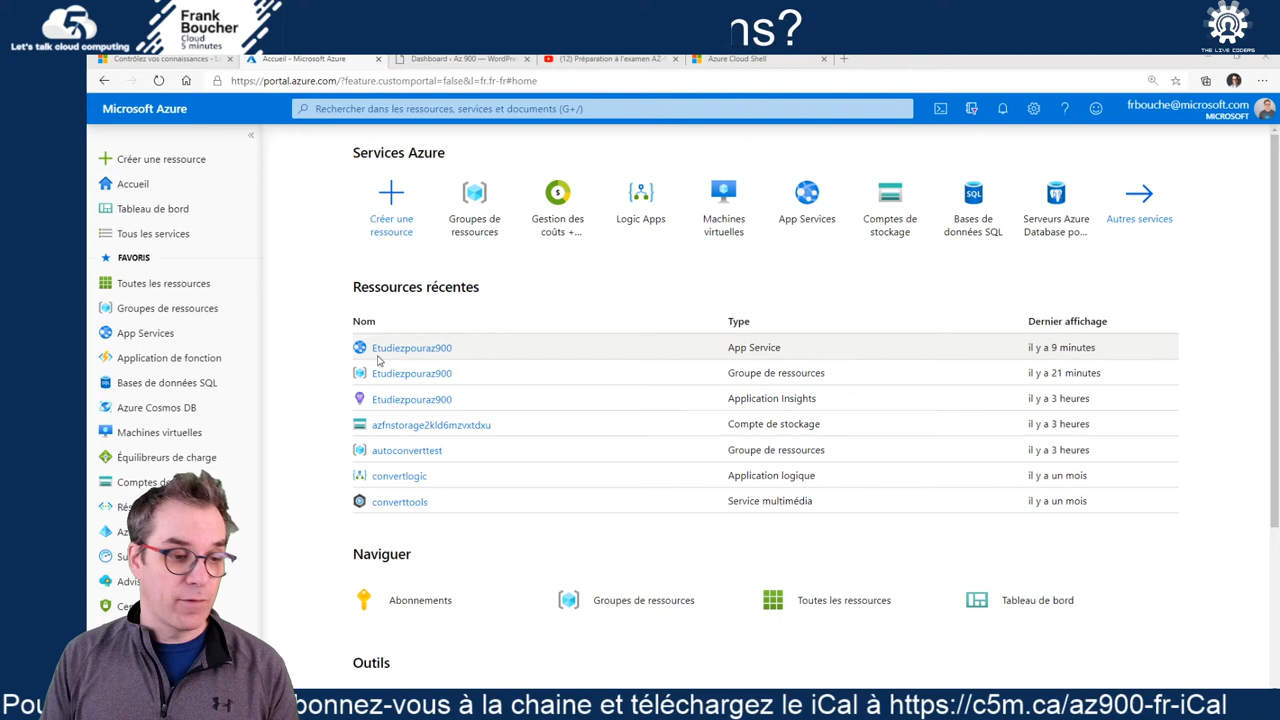 Let's talk cloud computing
Frank
Boucher
Cloud
5 minutes
ns?
THE LIVE CODERS
Contrôlez vos connaissances - L
Accueil - Microsoft Azure
Dashboard ‹ Az 900 — WordPre
(12) Préparation à l'examen AZ-
Azure Cloud Shell
https://portal.azure.com/?feature.customportal=false&l=fr.fr-fr#home
Microsoft Azure
Rechercher dans les ressources, services et documents (G+/)
frbouche@microsoft.com
MICROSOFT
Créer une ressource
Accueil
Tableau de bord
Tous les services
FAVORIS
Toutes les ressources
Groupes de ressources
App Services
Application de fonction
Bases de données SQL
Azure Cosmos DB
Machines virtuelles
Équilibreurs de charge
Comptes de
Services Azure
Créer une
ressource
Groupes de
ressources
Gestion des
coûts +...
Logic Apps
Machines
virtuelles
App Services
Comptes de
stockage
Bases de
données SQL
Serveurs Azure
Database po...
Autres services
Ressources récentes
Nom Type Dernier affichage
Etudiezpouraz900 App Service il y a 9 minutes
Etudiezpouraz900 Groupe de ressources il y a 21 minutes
Etudiezpouraz900 Application Insights il y a 3 heures
azfnstorage2kld6mzvxtdxu Compte de stockage il y a 3 heures
autoconverttest Groupe de ressources il y a 3 heures
convertlogic Application logique il y a un mois
converttools Service multimédia il y a un mois
Naviguer
Abonnements
Groupes de ressources
Toutes les ressources
Tableau de bord
Outils
Pou bonnez-vous à la chaine et téléchargez le iCal à https://c5m.ca/az900-fr-iCal